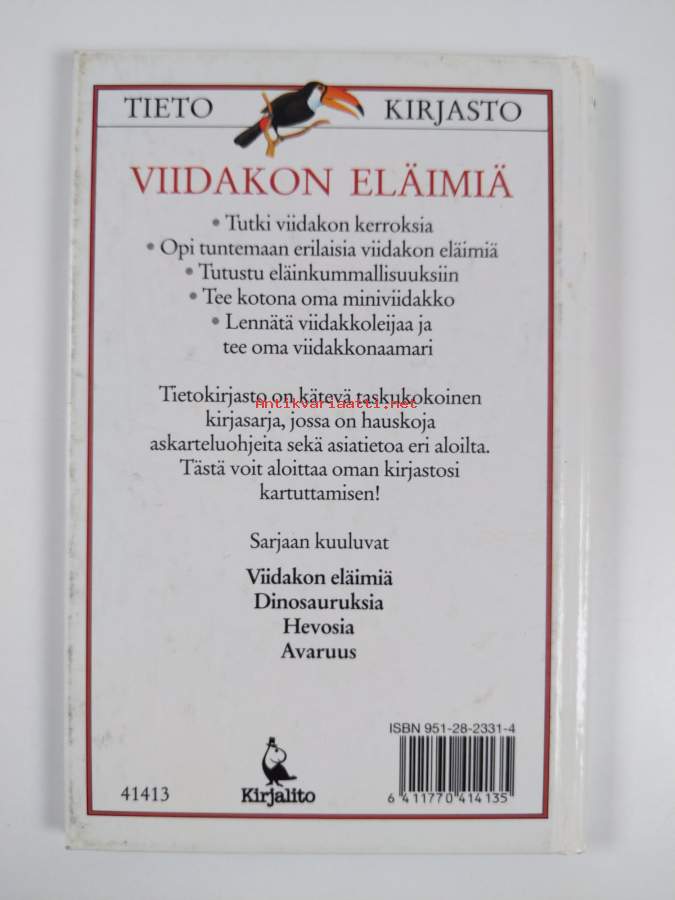 TIETO KIRJASTO
VIIDAKON ELÄIMIÄ
• Tutki viidakon kerroksia
• Opi tuntemaan erilaisia viidakon eläimiä
• Tutustu eläinkummallisuuksiin
• Tee kotona oma miniviidakko
• Lennätä viidakkoleijaa ja
tee oma viidakkonaamari
Tietokirjasto on kätevä taskukokoinen
Antikvariaatti.net
kirjasarja, jossa on hauskoja
askarteluohjeita sekä asiatietoa eri aloilta.
Tästä voit aloittaa oman kirjastosi
kartuttamisen!
Sarjaan kuuluvat
Viidakon eläimiä
Dinosauruksia
Hevosia
Avaruus
ISBN 951-28-2331-4
41413
Kirjalito
6 411770 414135